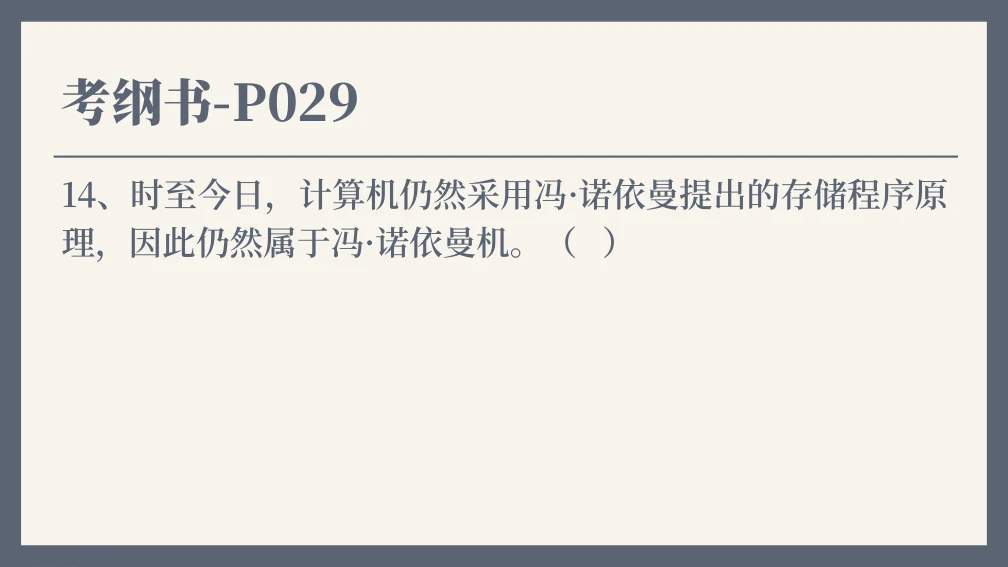 考纲书-P029
14、时至今日，计算机仍然采用冯·诺依曼提出的存储程序原
理，因此仍然属于冯·诺依曼机。（ ）